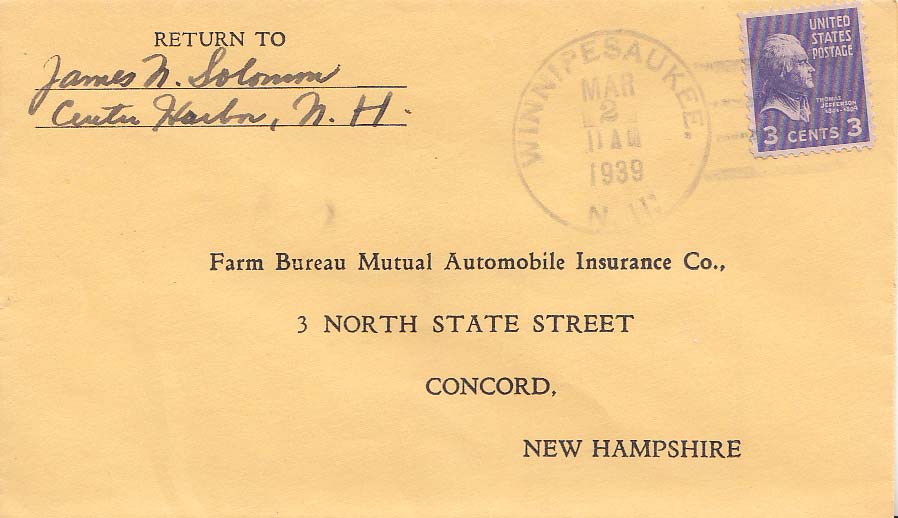 RETURN TO
James N. Solomon
Center Harbor, N. H.
WINNIPESAUKEE.
MAR
2
11 AM
1939
N. H.
UNITED
STATES
POSTAGE
THOMAS
JEFFERSON
3 CENTS 3
Farm Bureau Mutual Automobile Insurance Co.,
3 NORTH STATE STREET
CONCORD,
NEW HAMPSHIRE